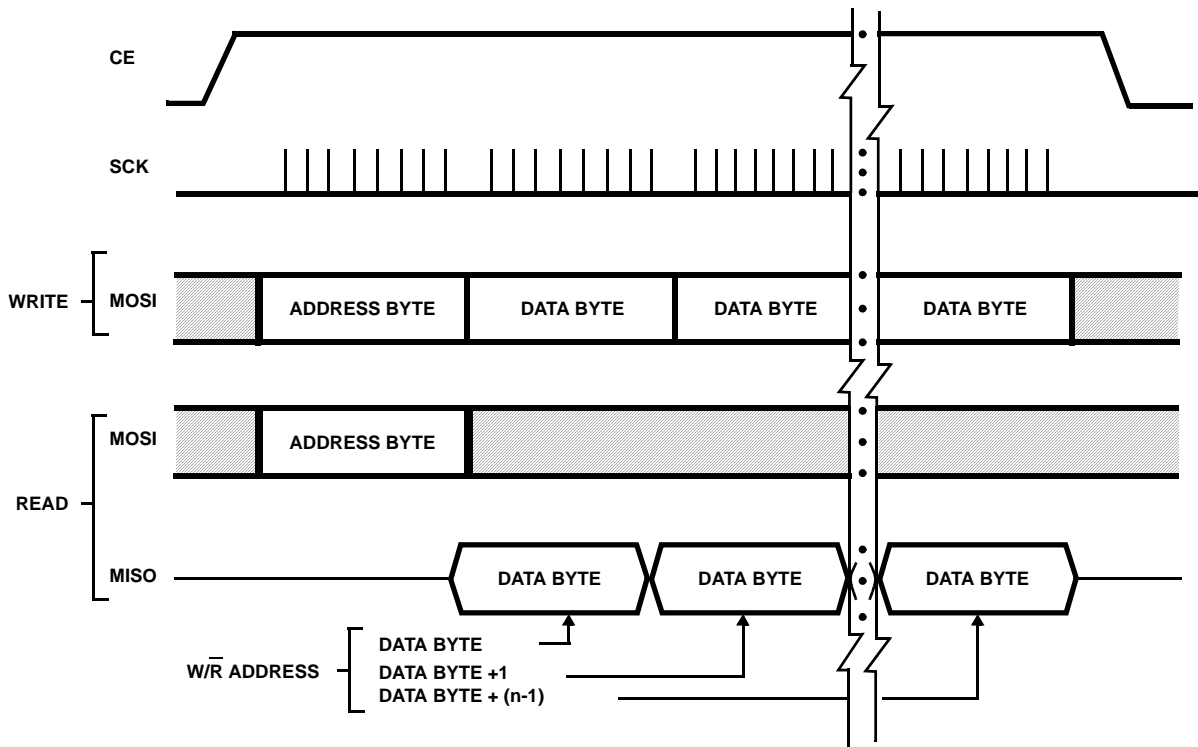 CE
SCK
WRITE MOSI ADDRESS BYTE DATA BYTE DATA BYTE DATA BYTE
MOSI ADDRESS BYTE
READ
MISO DATA BYTE DATA BYTE DATA BYTE
DATA BYTE
W/R̅ ADDRESS DATA BYTE +1
DATA BYTE + (n-1)